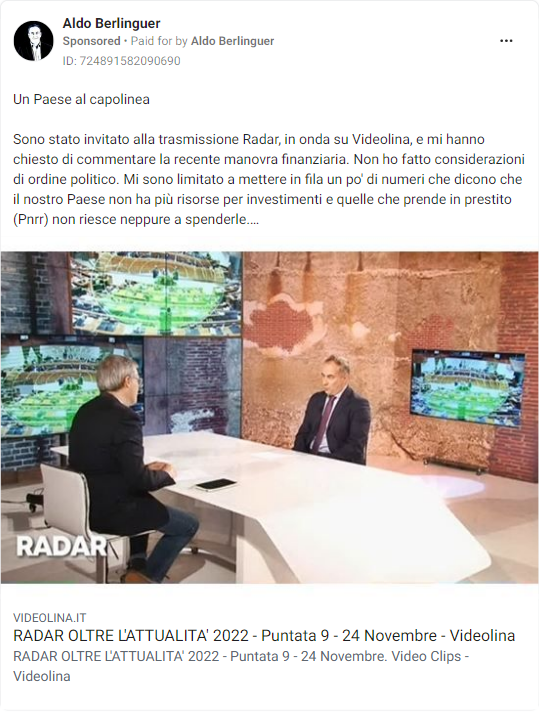 Aldo Berlinguer
Sponsored • Paid for by Aldo Berlinguer
ID: 724891582090690
Un Paese al capolinea
Sono stato invitato alla trasmissione Radar, in onda su Videolina, e mi hanno
chiesto di commentare la recente manovra finanziaria. Non ho fatto considerazioni
di ordine politico. Mi sono limitato a mettere in fila un po' di numeri che dicono che
il nostro Paese non ha più risorse per investimenti e quelle che prende in prestito
(Pnrr) non riesce neppure a spenderle....
RADAR
VIDEOLINA.IT
RADAR OLTRE L'ATTUALITA' 2022 - Puntata 9 - 24 Novembre - Videolina
RADAR OLTRE L'ATTUALITA' 2022 - Puntata 9 - 24 Novembre. Video Clips -
Videolina